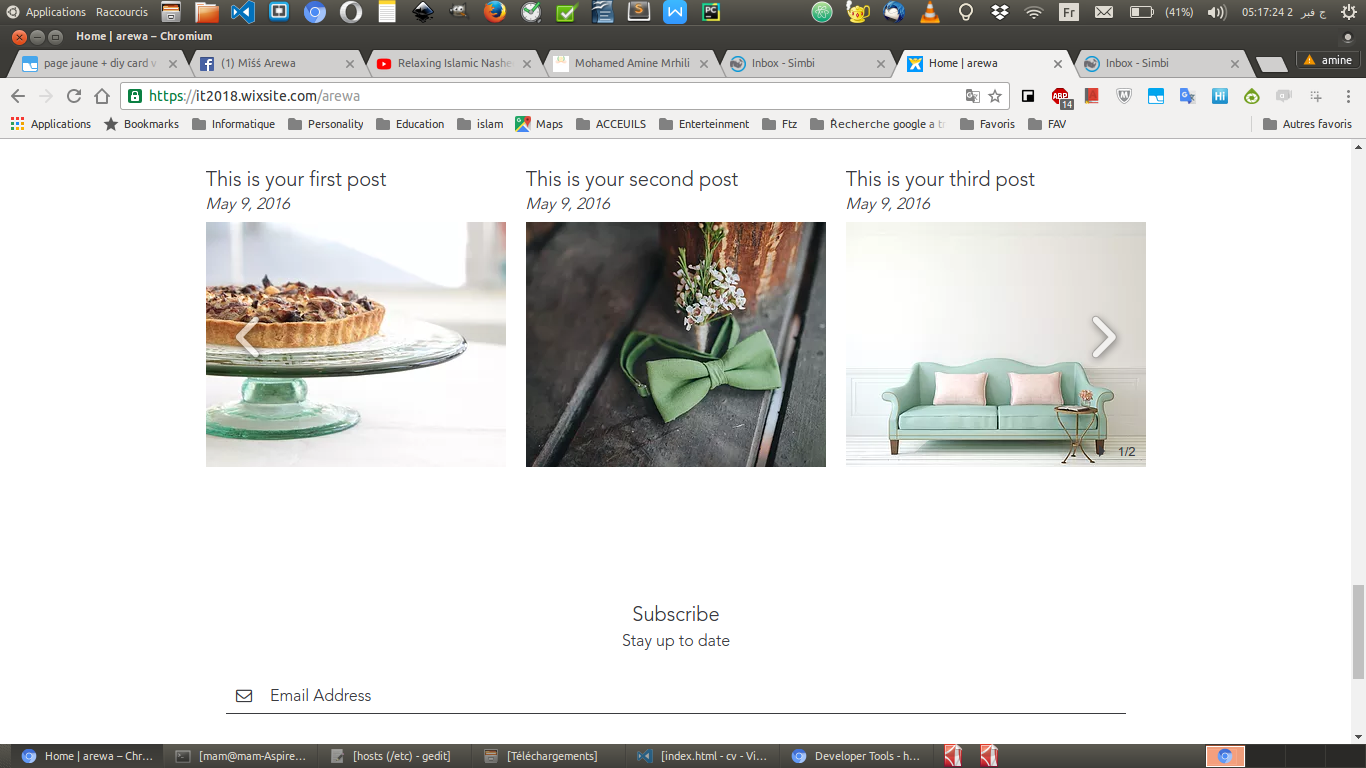 Applications Raccourcis Fr (41%) 05:17:24 2 ج فبر
Home | arewa – Chromium
page jaune + diy card v (1) Mîšš Arewa Relaxing Islamic Nashe Mohamed Amine Mrhili Inbox - Simbi Home | arewa Inbox - Simbi amine
https://it2018.wixsite.com/arewa ABP 14 Hi
Applications Bookmarks Informatique Personality Education islam Maps ACCEUILS Enterteinment Ftz Recherche google a tr Favoris FAV Autres favoris
This is your first post This is your second post This is your third post
May 9, 2016 May 9, 2016 May 9, 2016
1/2
Subscribe
Stay up to date
Email Address
Home | arewa – Chr... [mam@mam-Aspire... [hosts (/etc) - gedit] [Téléchargements] [index.html - cv - Vi... Developer Tools - h...